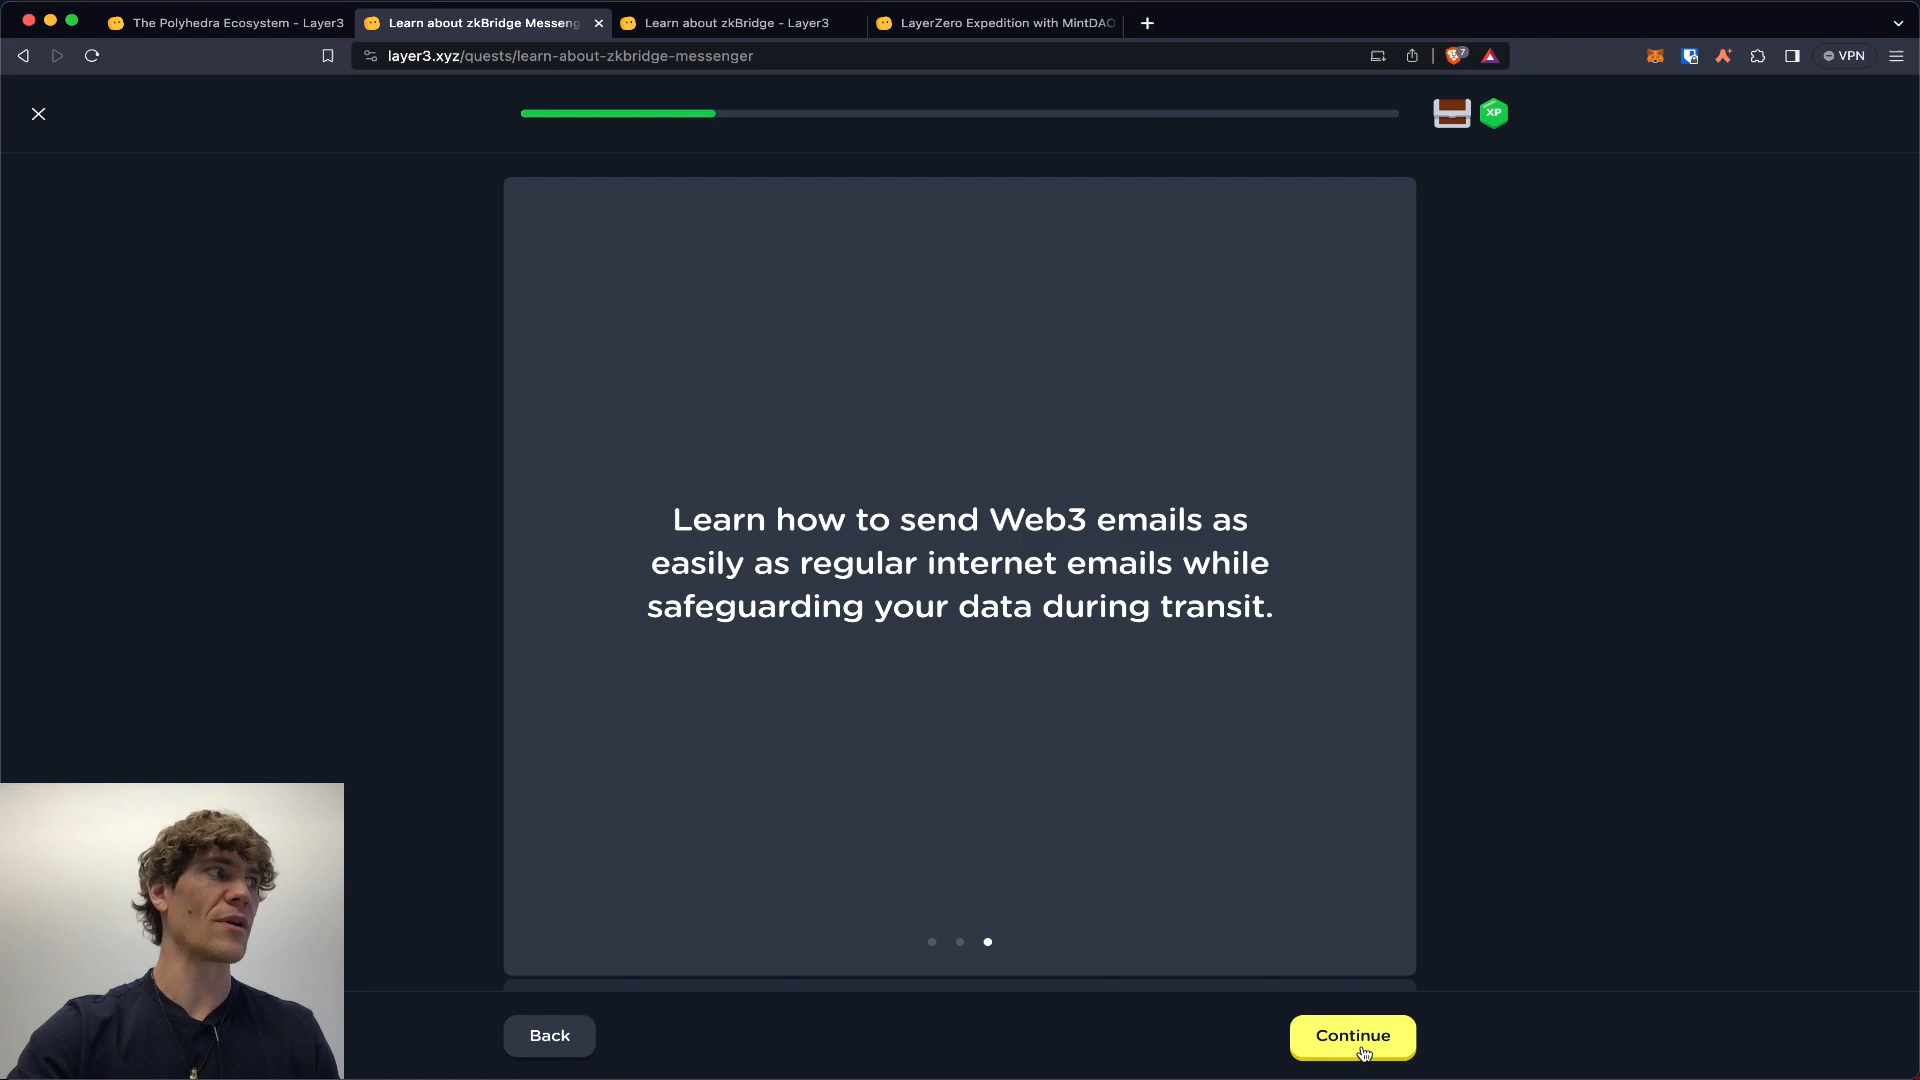 The Polyhedra Ecosystem - Layer3
Learn about zkBridge Messeng
Learn about zkBridge - Layer3
LayerZero Expedition with MintDAO
layer3.xyz/quests/learn-about-zkbridge-messenger
7
VPN
XP
Learn how to send Web3 emails as
easily as regular internet emails while
safeguarding your data during transit.
Back
Continue